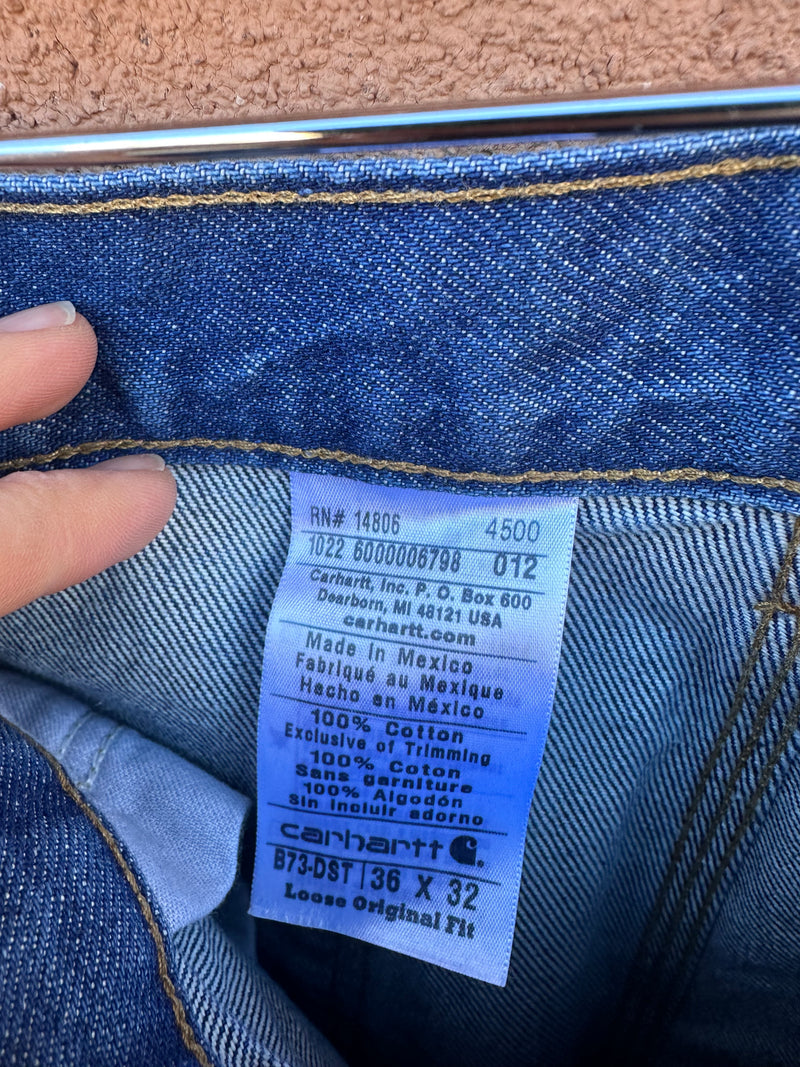 RN# 14806 4500
1022 6000006798 012
Carhartt, Inc. P. O. Box 600
Dearborn, MI 48121 USA
carhartt.com
Made in Mexico
Fabriqué au Mexique
Hecho en México
100% Cotton
Exclusive of Trimming
100% Coton
Sans garniture
100% Algodón
sin incluir adorno
carhartt
B73-DST | 36 X 32
Loose Original Fit